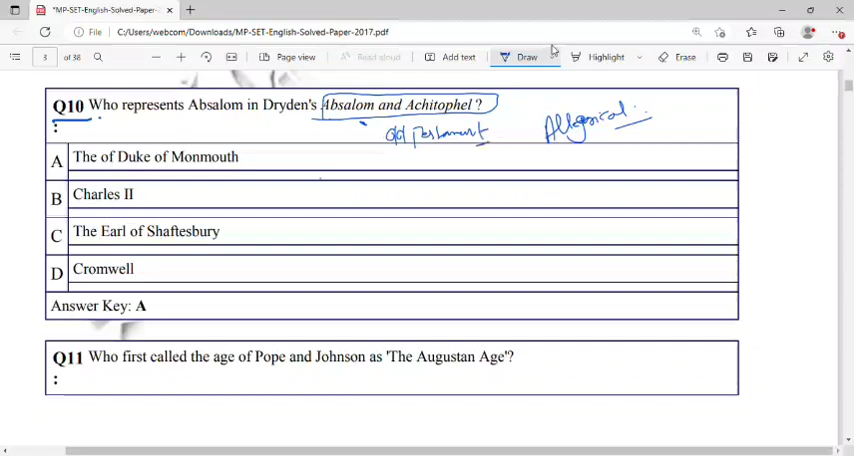 *MP-SET-English-Solved-Paper-
File C:/Users/webcom/Downloads/MP-SET-English-Solved-Paper-2017.pdf
3 of 38 Page view Read aloud Add text Draw Highlight Erase
Q10 Who represents Absalom in Dryden's Absalom and Achitophel ?
:
old Testament Allegorical
A The of Duke of Monmouth
B Charles II
C The Earl of Shaftesbury
D Cromwell
Answer Key: A
Q11 Who first called the age of Pope and Johnson as 'The Augustan Age'?
: